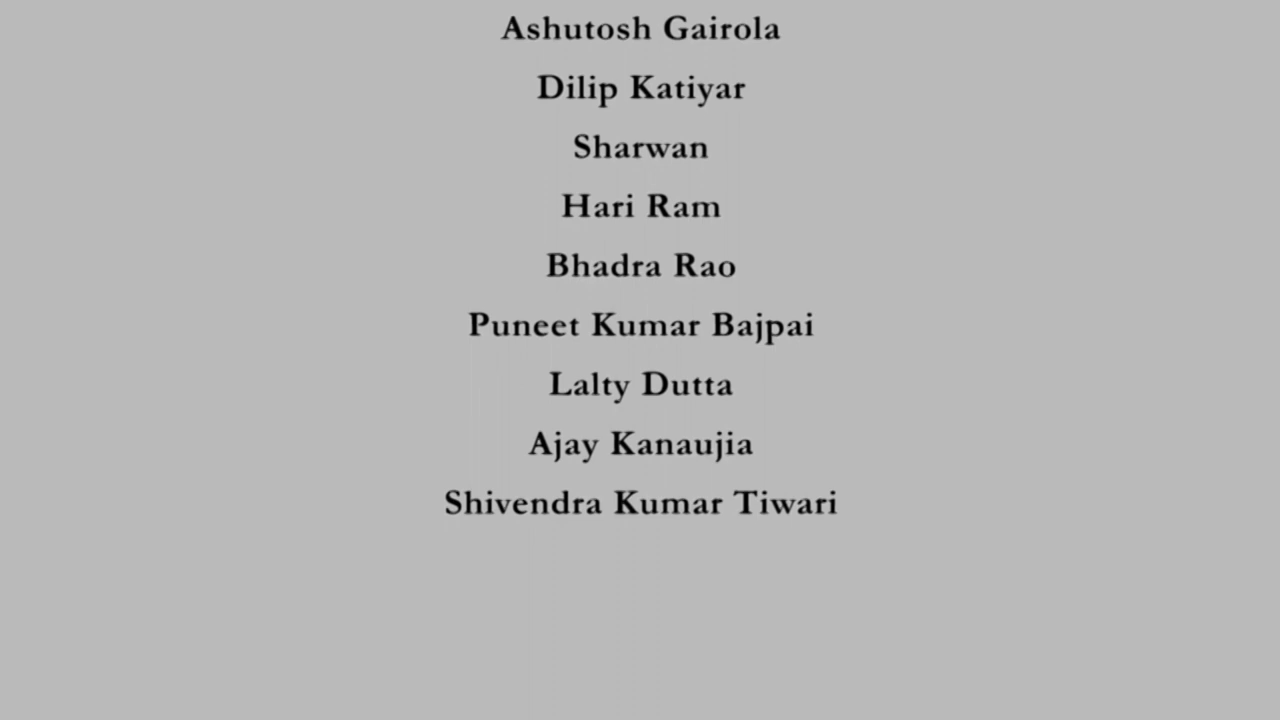 Ashutosh Gairola
Dilip Katiyar
Sharwan
Hari Ram
Bhadra Rao
Puneet Kumar Bajpai
Lalty Dutta
Ajay Kanaujia
Shivendra Kumar Tiwari